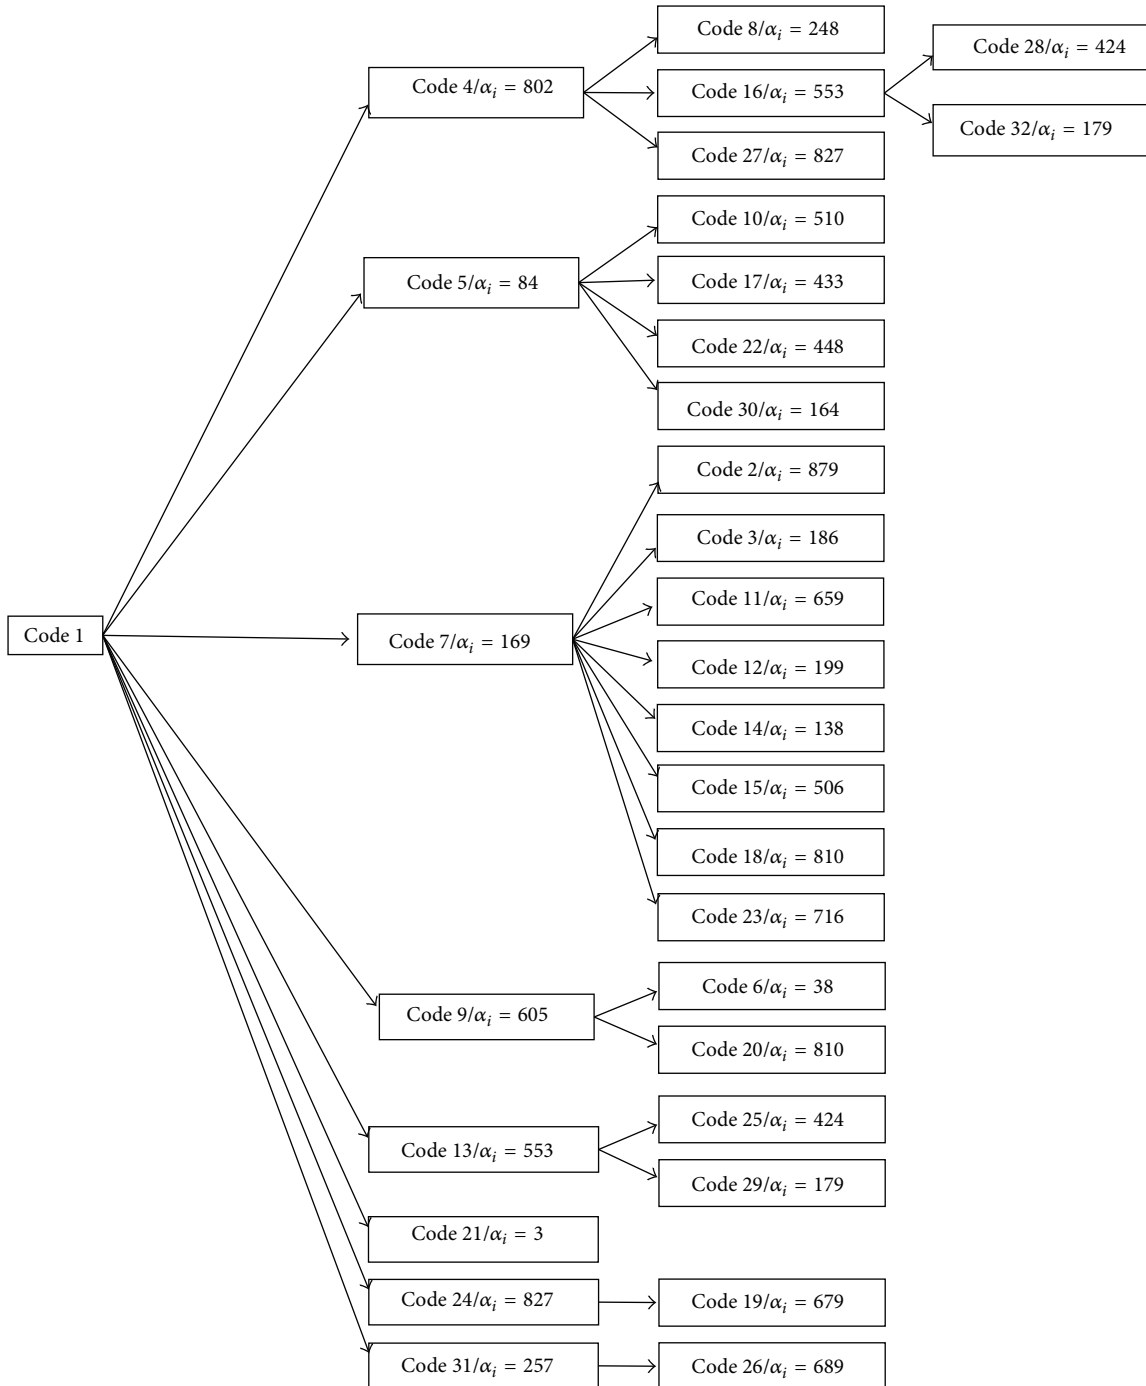 Code 1
Code 4/αᵢ = 802
Code 8/αᵢ = 248
Code 16/αᵢ = 553
Code 28/αᵢ = 424
Code 32/αᵢ = 179
Code 27/αᵢ = 827
Code 5/αᵢ = 84
Code 10/αᵢ = 510
Code 17/αᵢ = 433
Code 22/αᵢ = 448
Code 30/αᵢ = 164
Code 7/αᵢ = 169
Code 2/αᵢ = 879
Code 3/αᵢ = 186
Code 11/αᵢ = 659
Code 12/αᵢ = 199
Code 14/αᵢ = 138
Code 15/αᵢ = 506
Code 18/αᵢ = 810
Code 23/αᵢ = 716
Code 9/αᵢ = 605
Code 6/αᵢ = 38
Code 20/αᵢ = 810
Code 13/αᵢ = 553
Code 25/αᵢ = 424
Code 29/αᵢ = 179
Code 21/αᵢ = 3
Code 24/αᵢ = 827
Code 19/αᵢ = 679
Code 31/αᵢ = 257
Code 26/αᵢ = 689